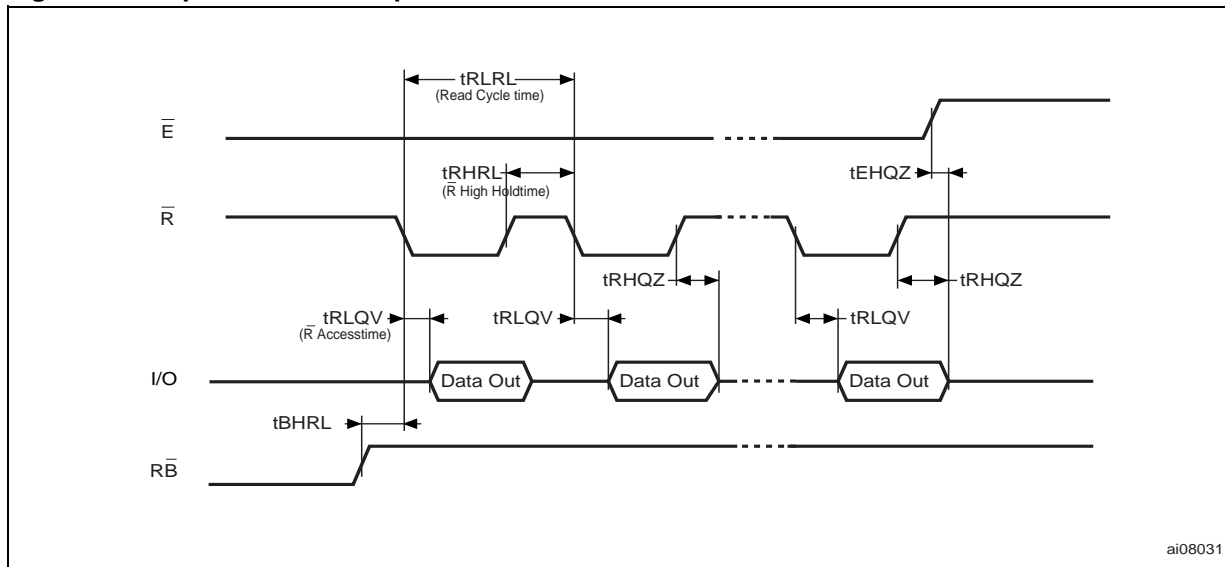 tRLRL
(Read Cycle time)
E̅
tRHRL
(R̅ High Holdtime)
tEHQZ
R̅
tRHQZ
tRHQZ
tRLQV
(R̅ Accesstime)
tRLQV
tRLQV
I/O
Data Out
Data Out
Data Out
tBHRL
RB̅
ai08031